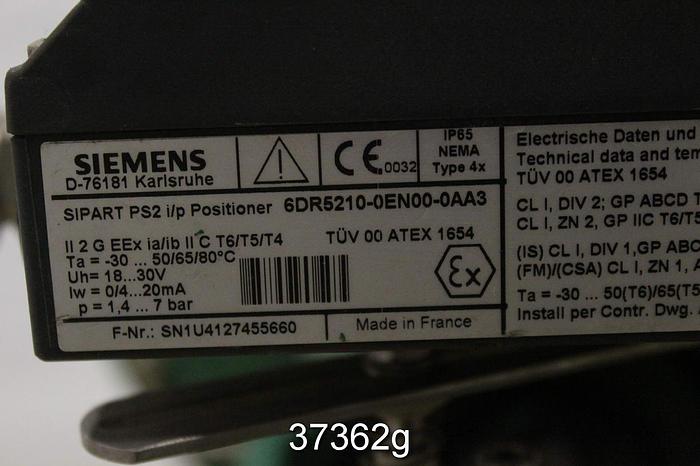 SIEMENS
D-76181 Karlsruhe
CE 0032
IP65
NEMA
Type 4x
SIPART PS2 i/p Positioner 6DR5210-0EN00-0AA3
II 2 G EEx ia/ib II C T6/T5/T4
TÜV 00 ATEX 1654
Ta = -30 ... 50/65/80°C
Uh= 18...30V
Iw = 0/4...20mA
p = 1,4 ... 7 bar
Ex
F-Nr.: SN1U4127455660
Made in France
Electrische Daten und
Technical data and tem
TÜV 00 ATEX 1654
CL I, DIV 2; GP ABCD T
CL I, ZN 2, GP IIC T6/T5
(IS) CL I, DIV 1,GP ABC
(FM)/(CSA) CL I, ZN 1, A
Ta = -30 ... 50(T6)/65(T5
Install per Contr. Dwg. A
37362g